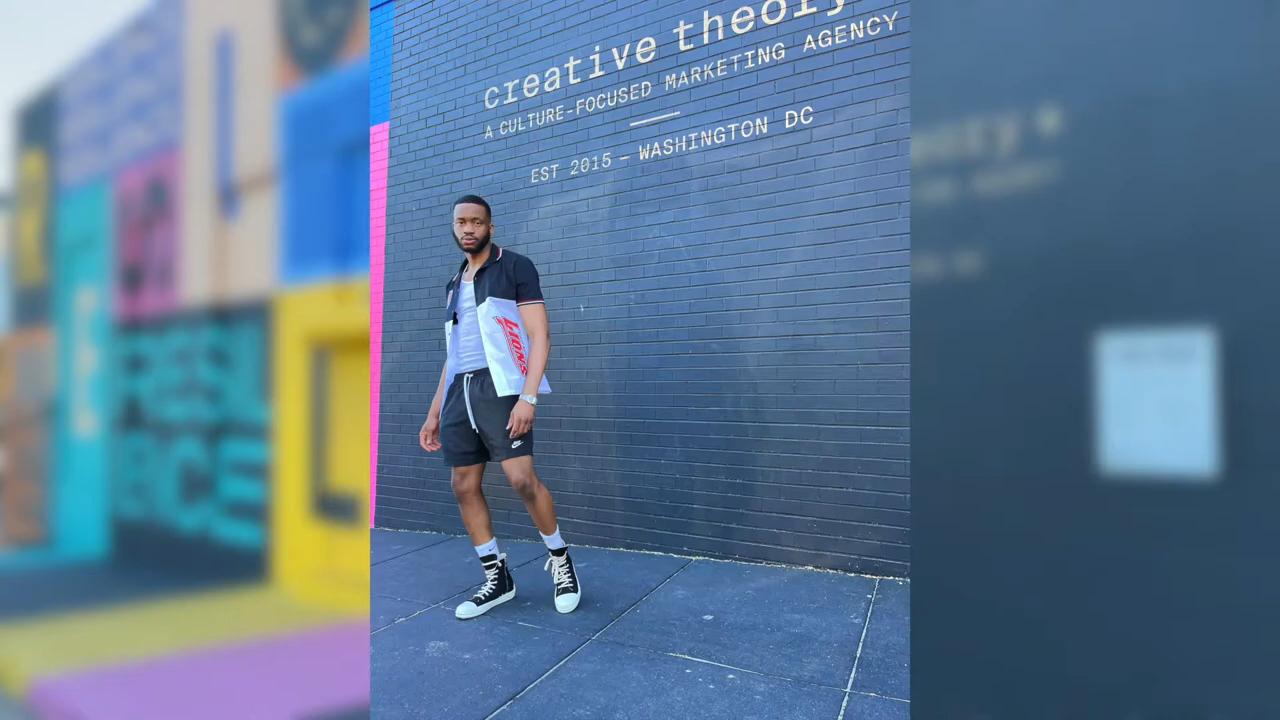 creative theory
A CULTURE-FOCUSED MARKETING AGENCY
EST 2015 — WASHINGTON DC
LIONS